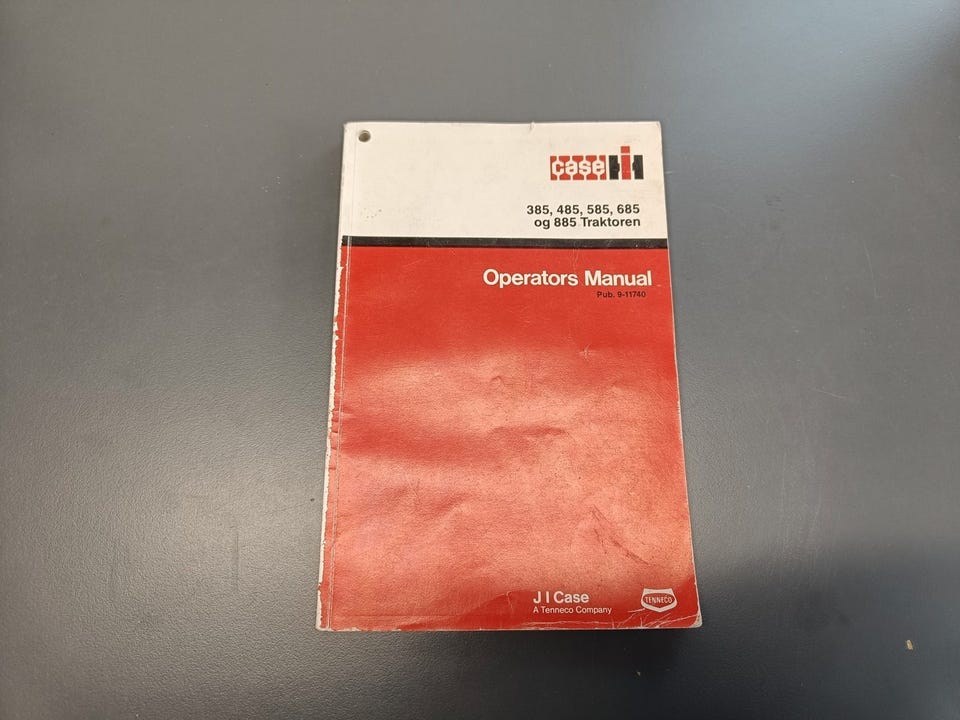 case IH
385, 485, 585, 685
og 885 Traktoren
Operators Manual
Pub. 9-11740
J I Case
A Tenneco Company
TENNECO